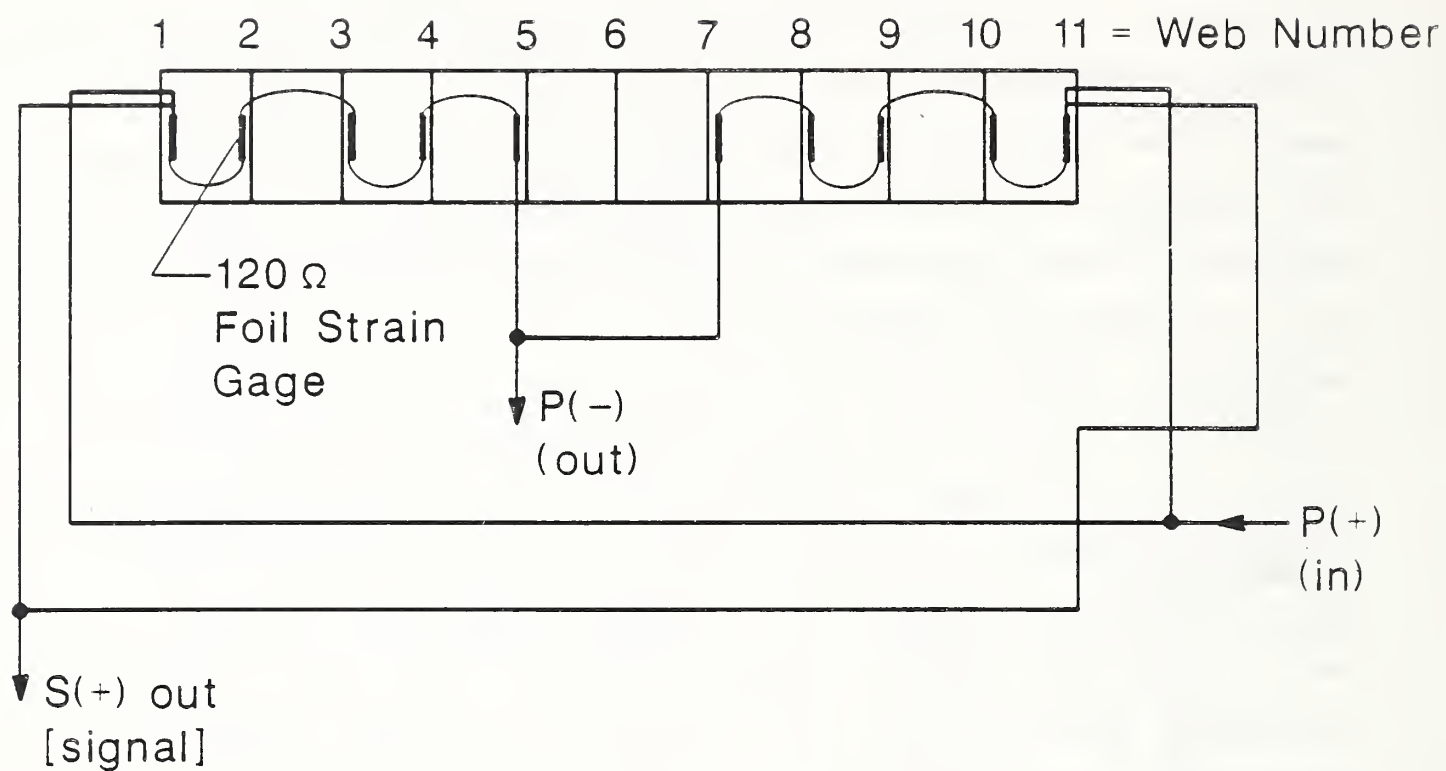 1 2 3 4 5 6 7 8 9 10 11 = Web Number
120 Ω
Foil Strain
Gage
P(−)
(out)
P(+)
(in)
S(+) out
[signal]